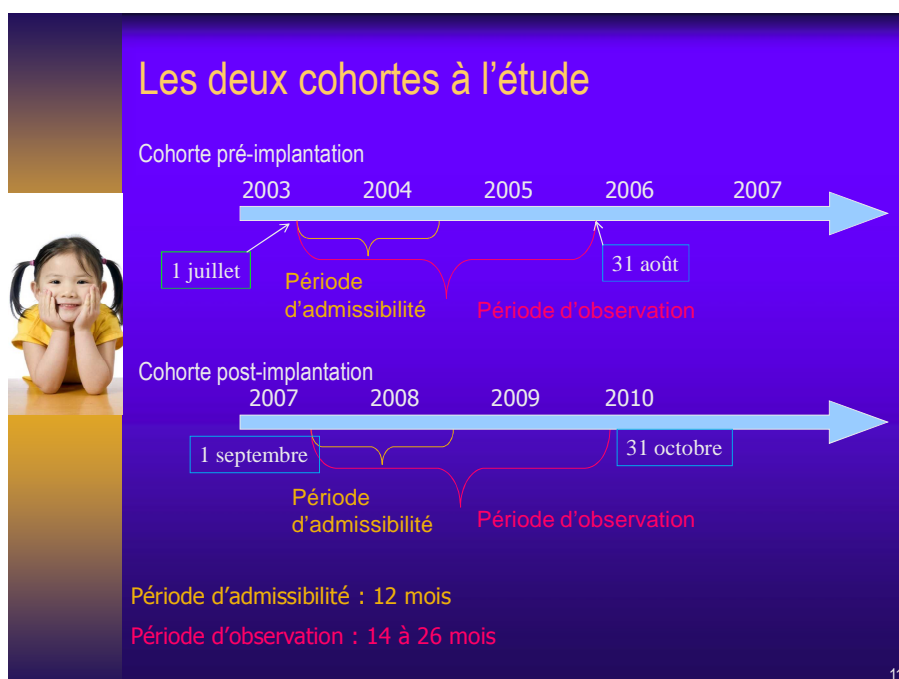 Les deux cohortes à l'étude
Cohorte pré-implantation
2003 2004 2005 2006 2007
1 juillet
31 août
Période
d'admissibilité
Période d'observation
Cohorte post-implantation
2007 2008 2009 2010
1 septembre
31 octobre
Période
d'admissibilité
Période d'observation
Période d'admissibilité : 12 mois
Période d'observation : 14 à 26 mois